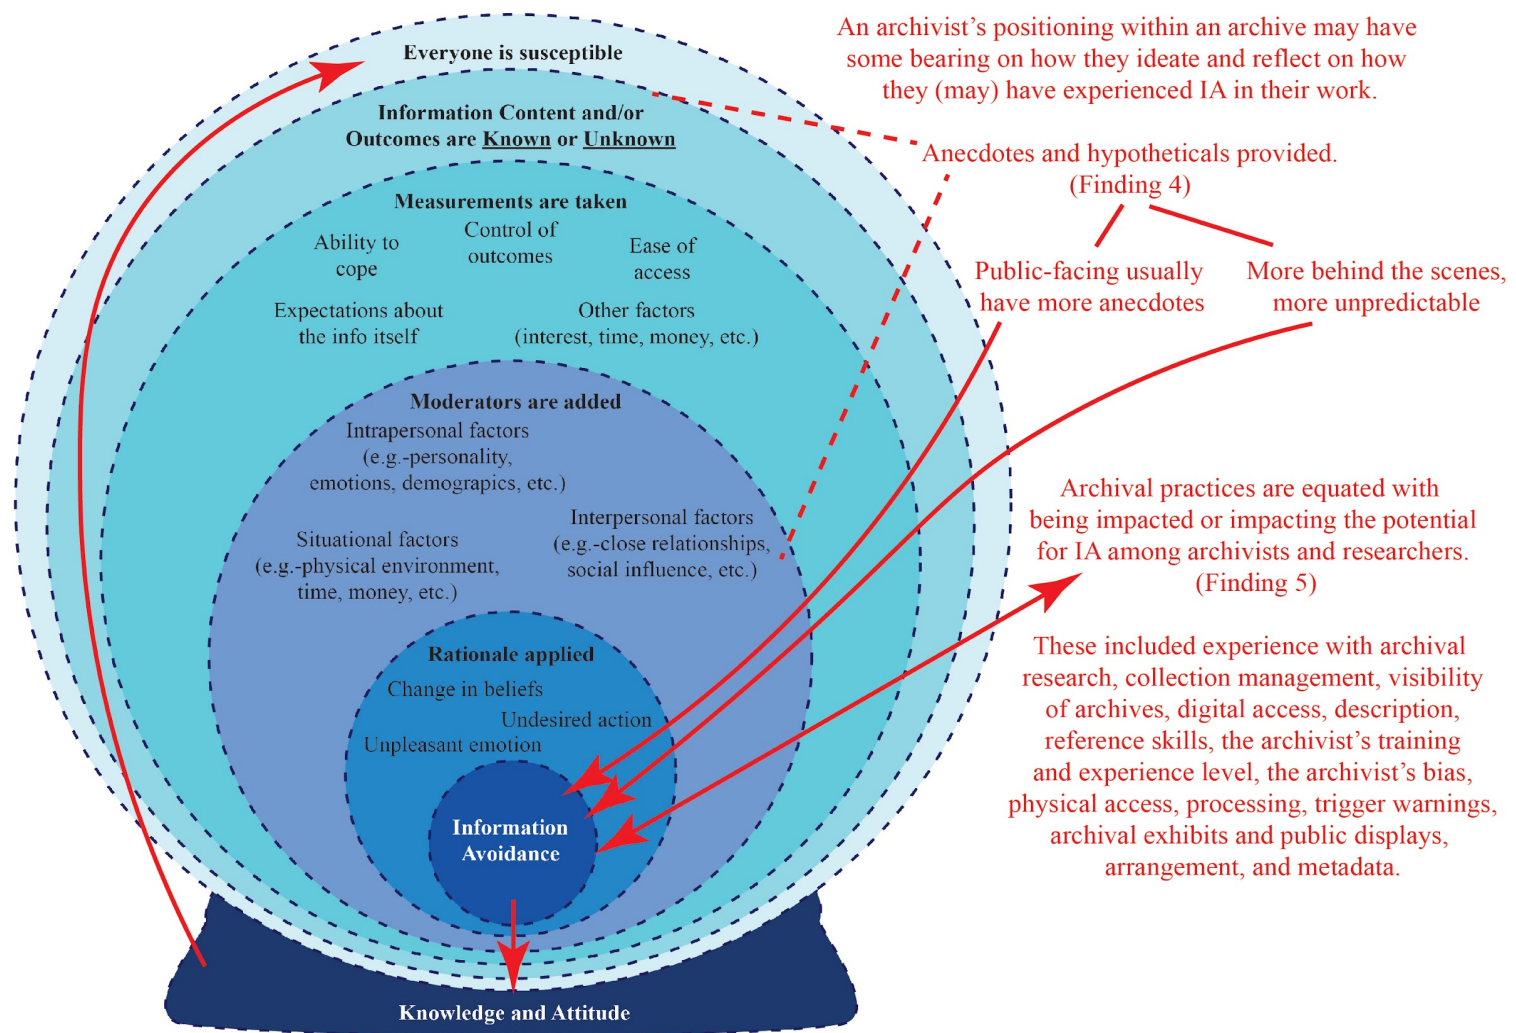 Everyone is susceptible
Information Content and/or
Outcomes are Known or Unknown
Measurements are taken
Ability to
cope
Control of
outcomes
Ease of
access
Expectations about
the info itself
Other factors
(interest, time, money, etc.)
Moderators are added
Intrapersonal factors
(e.g.-personality,
emotions, demograpics, etc.)
Situational factors
(e.g.-physical environment,
time, money, etc.)
Interpersonal factors
(e.g.-close relationships,
social influence, etc.)
Rationale applied
Change in beliefs
Undesired action
Unpleasant emotion
Information
Avoidance
Knowledge and Attitude
An archivist’s positioning within an archive may have
some bearing on how they ideate and reflect on how
they (may) have experienced IA in their work.
Anecdotes and hypotheticals provided.
(Finding 4)
Public-facing usually
have more anecdotes
More behind the scenes,
more unpredictable
Archival practices are equated with
being impacted or impacting the potential
for IA among archivists and researchers.
(Finding 5)
These included experience with archival
research, collection management, visibility
of archives, digital access, description,
reference skills, the archivist’s training
and experience level, the archivist’s bias,
physical access, processing, trigger warnings,
archival exhibits and public displays,
arrangement, and metadata.